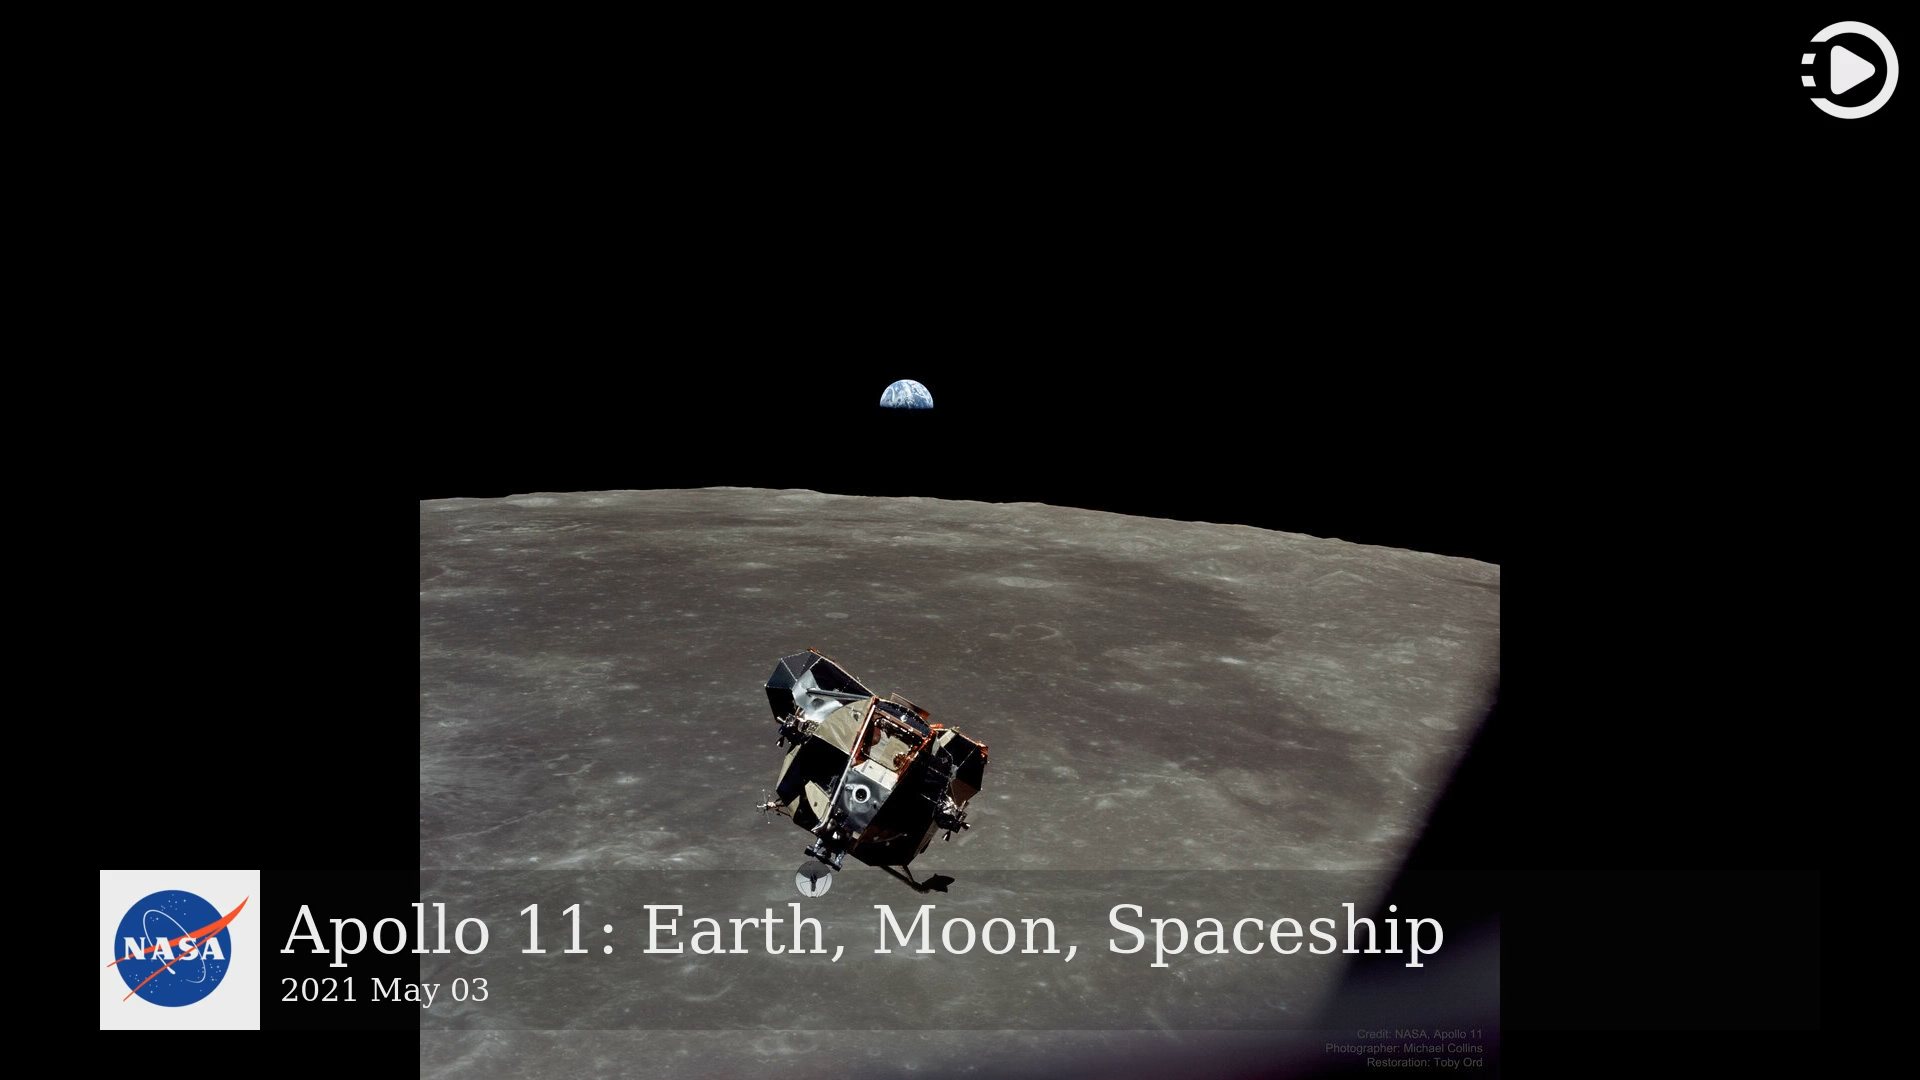 NASA
Apollo 11: Earth, Moon, Spaceship
2021 May 03
Credit: NASA, Apollo 11
Photographer: Michael Collins
Restoration: Toby Ord